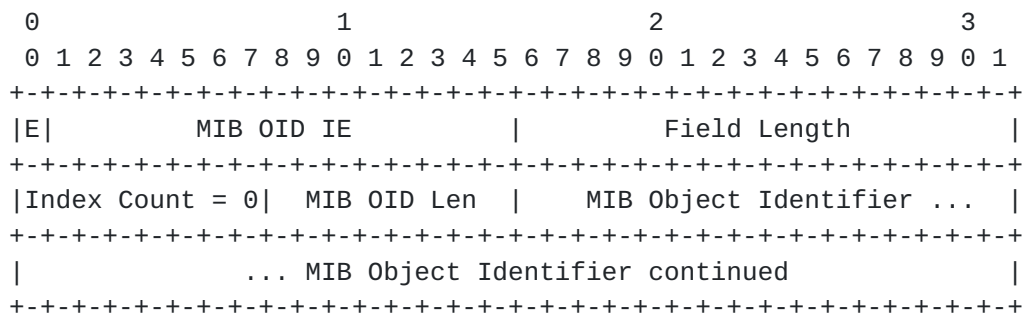 0                   1                   2                   3
 0 1 2 3 4 5 6 7 8 9 0 1 2 3 4 5 6 7 8 9 0 1 2 3 4 5 6 7 8 9 0 1
+-+-+-+-+-+-+-+-+-+-+-+-+-+-+-+-+-+-+-+-+-+-+-+-+-+-+-+-+-+-+-+-+
|E|         MIB OID IE          |         Field Length          |
+-+-+-+-+-+-+-+-+-+-+-+-+-+-+-+-+-+-+-+-+-+-+-+-+-+-+-+-+-+-+-+-+
|Index Count = 0|  MIB OID Len  |    MIB Object Identifier ...  |
+-+-+-+-+-+-+-+-+-+-+-+-+-+-+-+-+-+-+-+-+-+-+-+-+-+-+-+-+-+-+-+-+
|            ... MIB Object Identifier continued              |
+-+-+-+-+-+-+-+-+-+-+-+-+-+-+-+-+-+-+-+-+-+-+-+-+-+-+-+-+-+-+-+-+